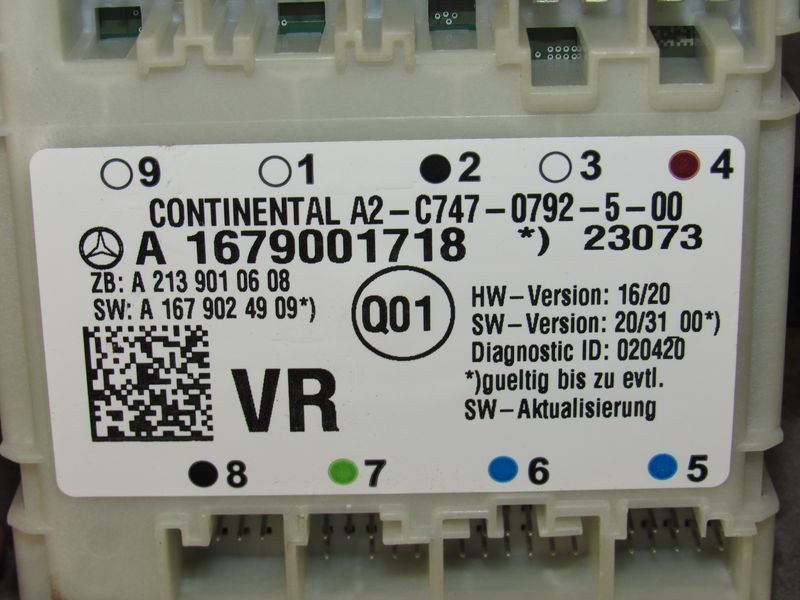 9 1 2 3 4
CONTINENTAL A2-C747-0792-5-00
A 1679001718 *) 23073
ZB: A 213 901 06 08
SW: A 167 902 49 09*)
Q01
HW-Version: 16/20
SW-Version: 20/31 00*)
Diagnostic ID: 020420
*)gueltig bis zu evtl.
SW-Aktualisierung
VR
8 7 6 5